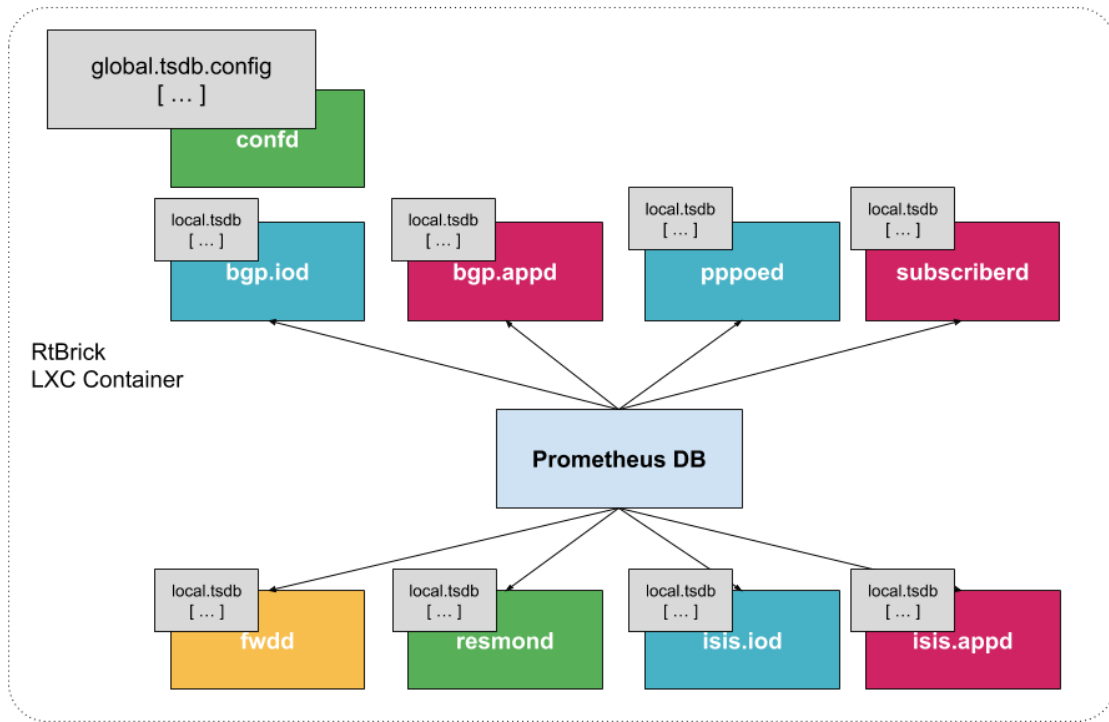 global.tsdb.config
[ … ]
confd
local.tsdb
[ … ]
bgp.iod
local.tsdb
[ … ]
bgp.appd
local.tsdb
[ … ]
pppoed
local.tsdb
[ … ]
subscriberd
RtBrick
LXC Container
Prometheus DB
local.tsdb
[ … ]
fwdd
local.tsdb
[ … ]
resmond
local.tsdb
[ … ]
isis.iod
local.tsdb
[ … ]
isis.appd